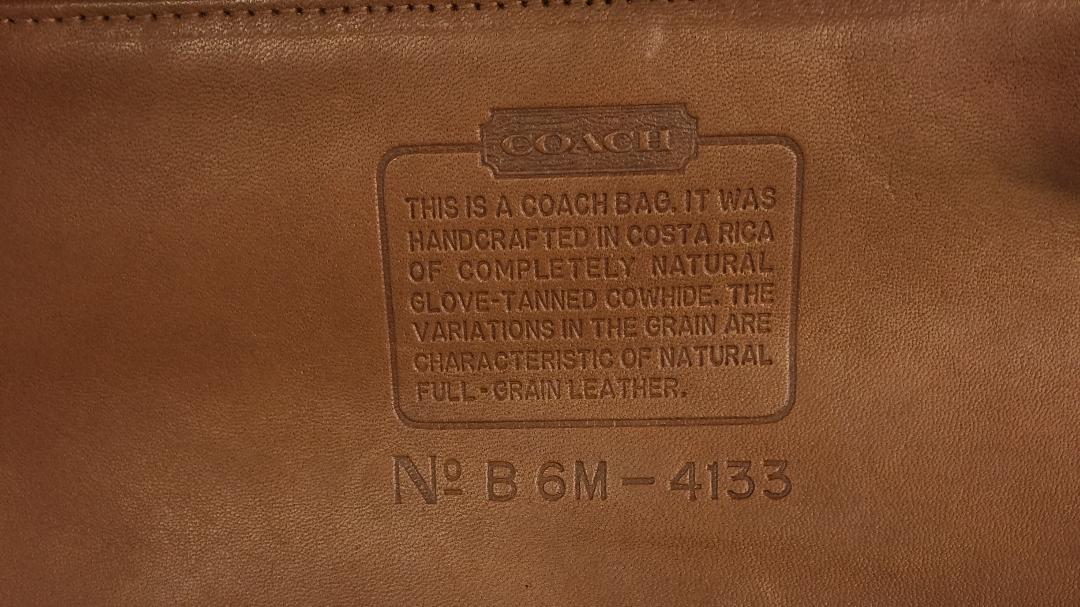 COACH
THIS IS A COACH BAG. IT WAS
HANDCRAFTED IN COSTA RICA
OF COMPLETELY NATURAL
GLOVE-TANNED COWHIDE. THE
VARIATIONS IN THE GRAIN ARE
CHARACTERISTIC OF NATURAL
FULL-GRAIN LEATHER.
Nº B 6M - 4133